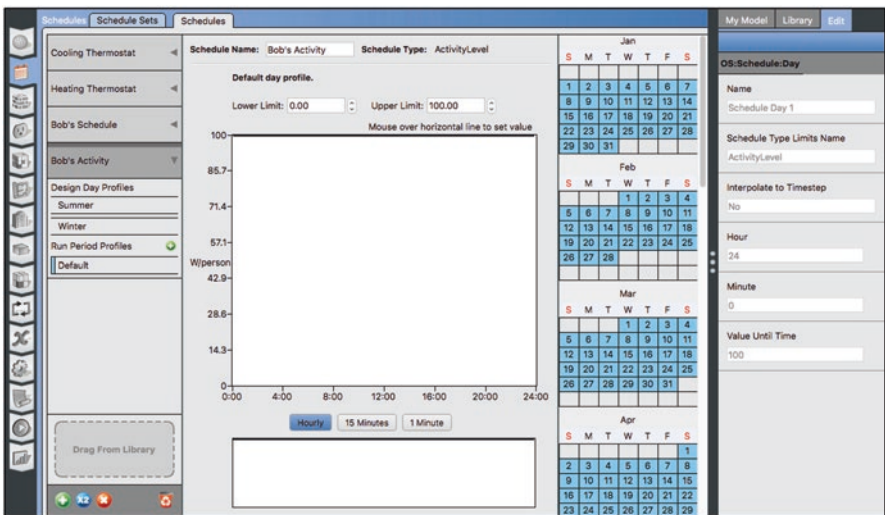 Schedules Schedule Sets Schedules
Cooling Thermostat
Heating Thermostat
Bob's Schedule
Bob's Activity
Design Day Profiles
Summer
Winter
Run Period Profiles
Default
Drag From Library
x2
Schedule Name: Bob's Activity Schedule Type: ActivityLevel
Default day profile.
Lower Limit: 0.00 Upper Limit: 100.00
Mouse over horizontal line to set value
100
85.7
71.4
57.1
W/person
42.9
28.6
14.3
0
0:00 4:00 8:00 12:00 16:00 20:00 24:00
Hourly 15 Minutes 1 Minute
Jan
S M T W T F S
1 2 3 4 5 6 7
8 9 10 11 12 13 14
15 16 17 18 19 20 21
22 23 24 25 26 27 28
29 30 31
Feb
S M T W T F S
1 2 3 4
5 6 7 8 9 10 11
12 13 14 15 16 17 18
19 20 21 22 23 24 25
26 27 28
Mar
S M T W T F S
1 2 3 4
5 6 7 8 9 10 11
12 13 14 15 16 17 18
19 20 21 22 23 24 25
26 27 28 29 30 31
Apr
S M T W T F S
1
2 3 4 5 6 7 8
9 10 11 12 13 14 15
16 17 18 19 20 21 22
23 24 25 26 27 28 29
My Model Library Edit
OS:Schedule:Day
Name
Schedule Day 1
Schedule Type Limits Name
ActivityLevel
Interpolate to Timestep
No
Hour
24
Minute
0
Value Until Time
100